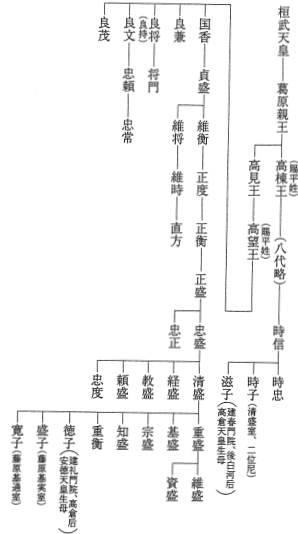 桓武天皇
葛原親王
高棟王
(賜平姓)
(八代略)
時信
時忠
時子(清盛室、二位尼)
滋子(建春門院、後白河后 高倉天皇生母)
高見王
高望王
(賜平姓)
国香
貞盛
維衡
正度
正衡
正盛
忠盛
清盛
重盛
維盛
資盛
基盛
宗盛
知盛
重衡
徳子(建礼門院、高倉后 安徳天皇生母)
盛子(藤原基実室)
寛子(藤原基通室)
経盛
教盛
頼盛
忠度
忠正
維将
維時
直方
良兼
良将
(良持)
将門
良文
忠頼
忠常
良茂